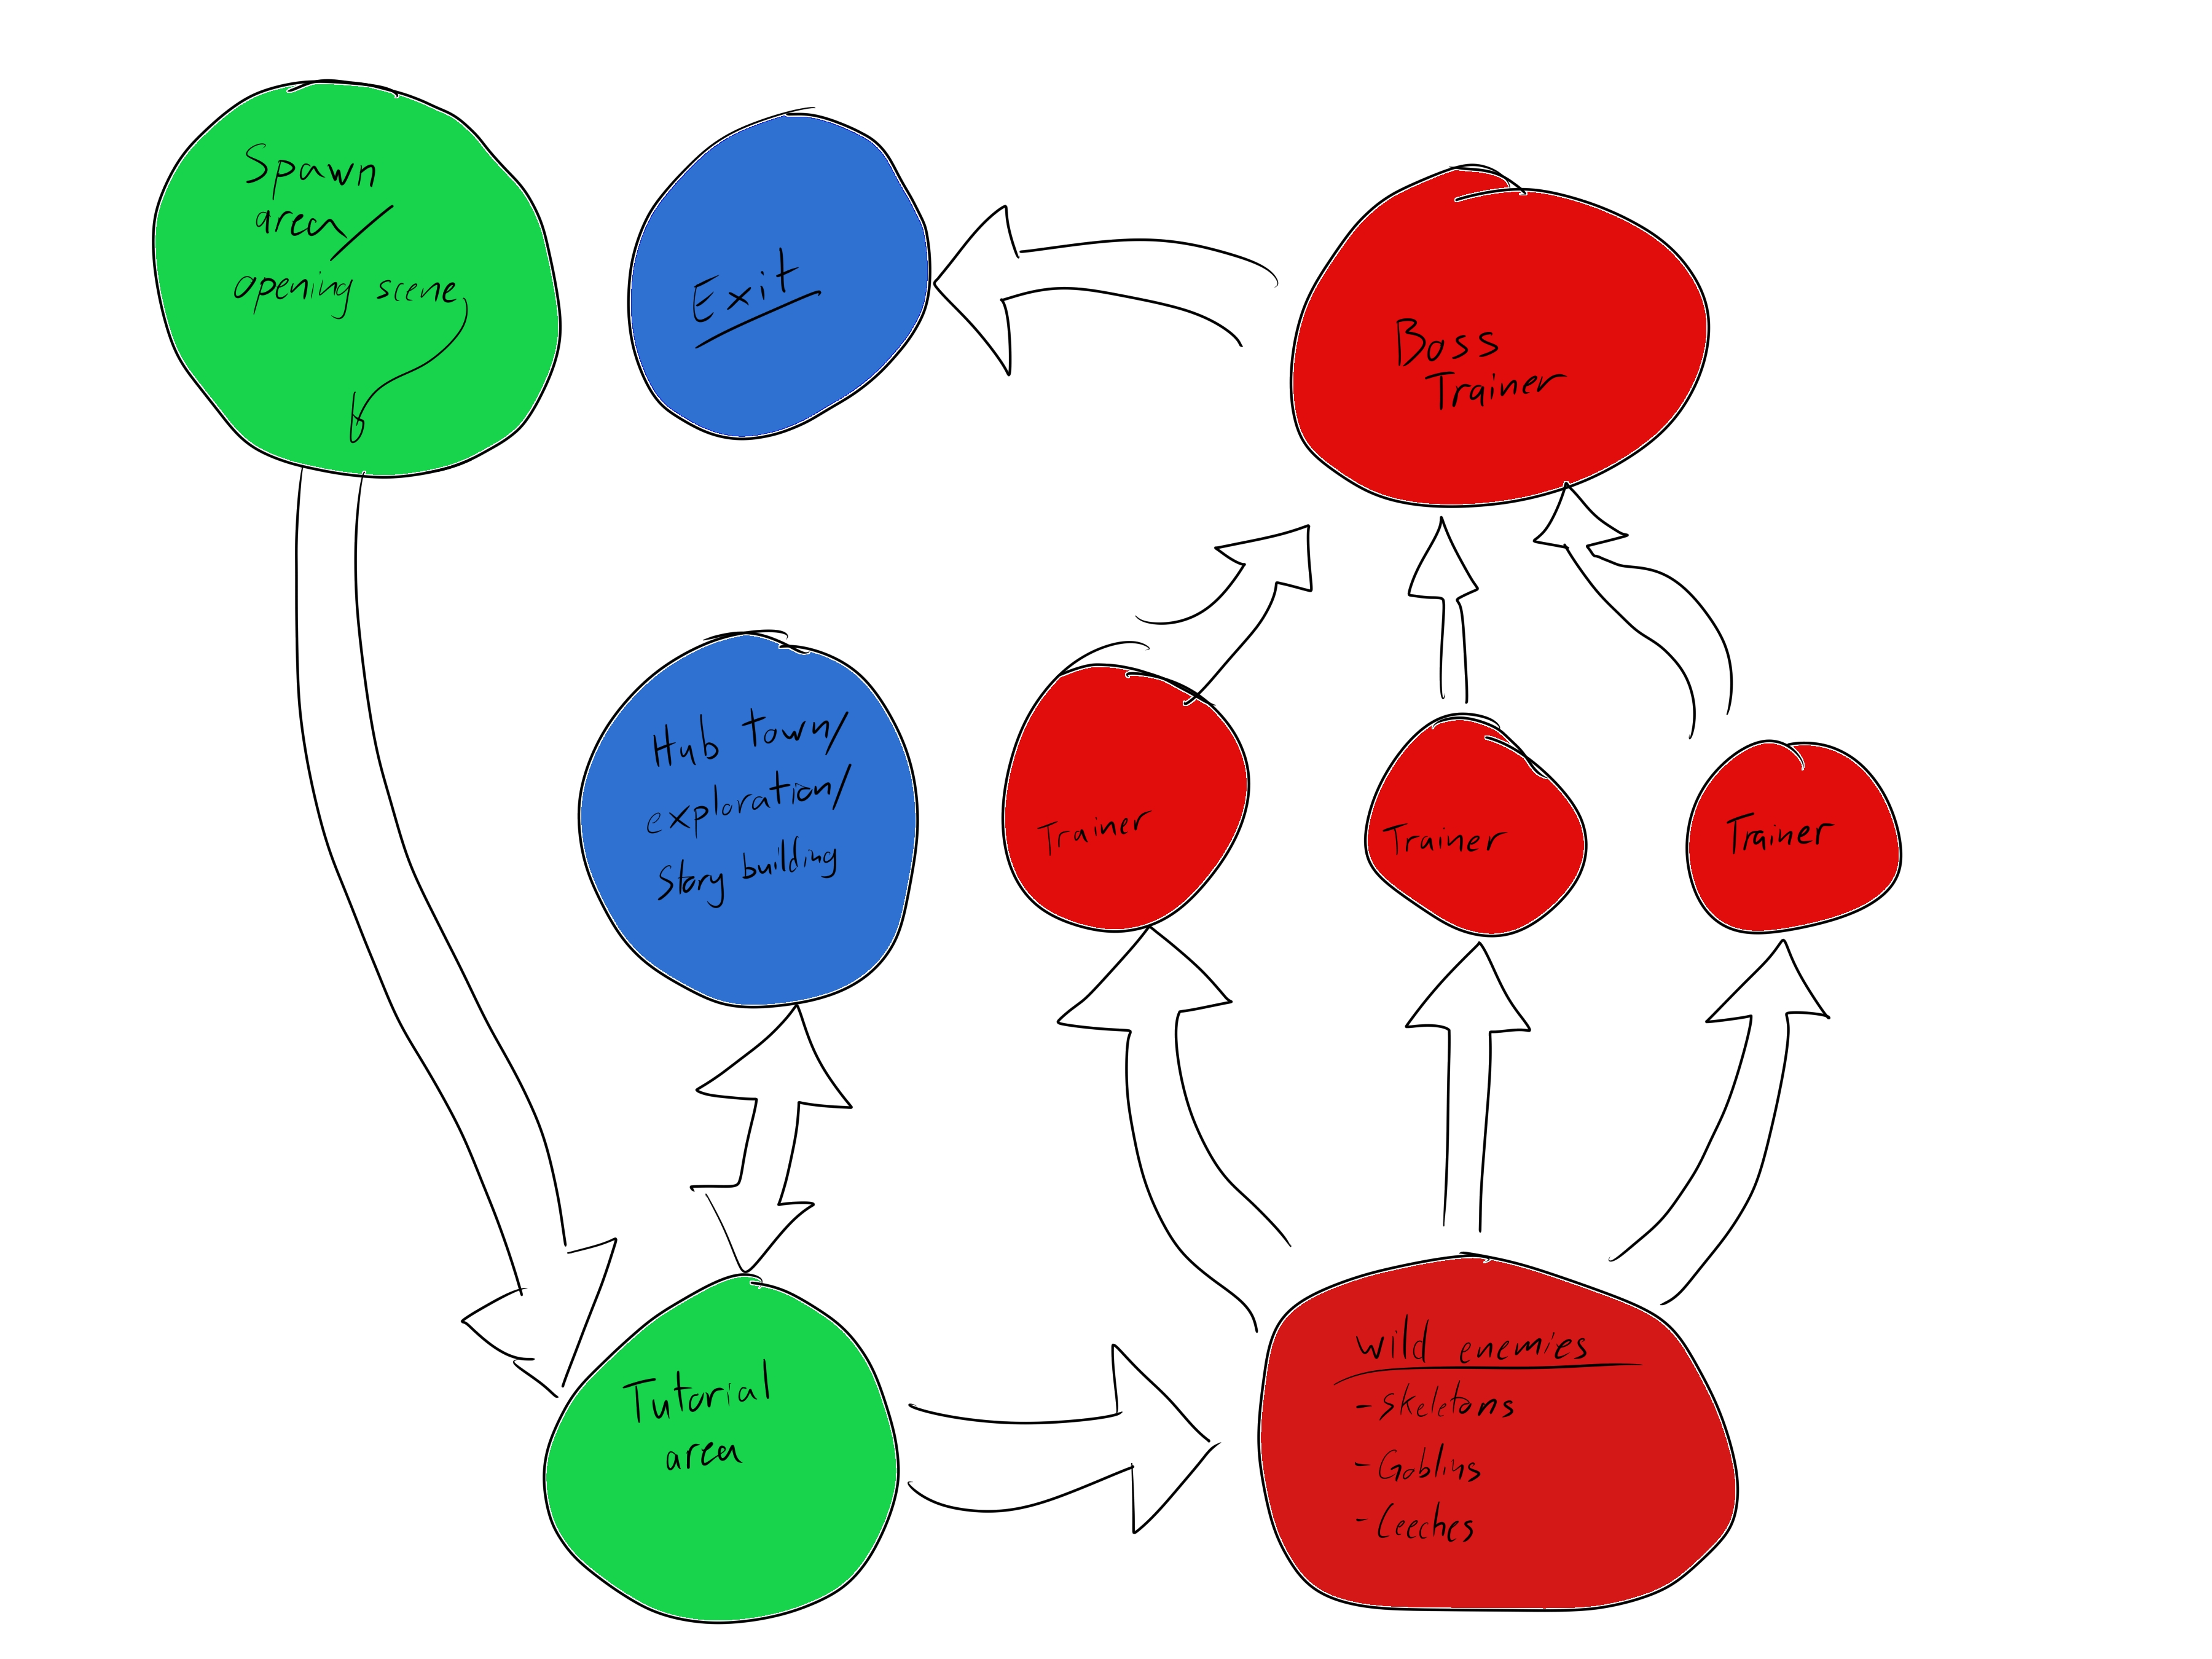 Spawn
area/
opening scene
Exit
Boss
Trainer
Hub town/
exploration/
Story building
Trainer
Trainer
Trainer
Tutorial
area
wild enemies
-Skeletons
-Goblins
-Leeches